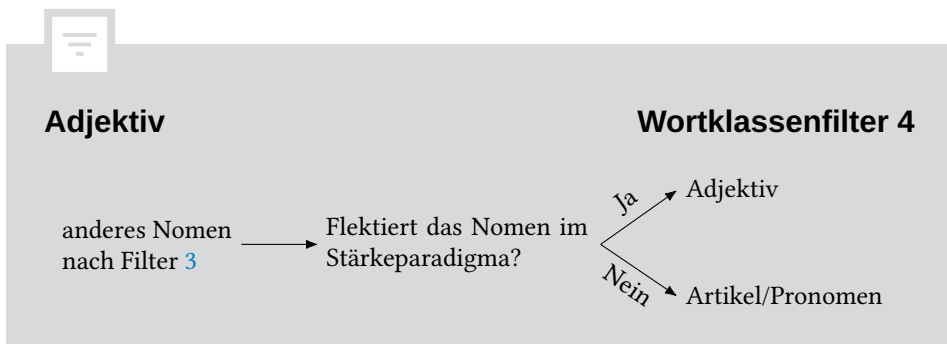 Adjektiv
Wortklassenfilter 4
anderes Nomen
nach Filter 3
Flektiert das Nomen im
Stärkeparadigma?
Ja
Adjektiv
Nein
Artikel/Pronomen